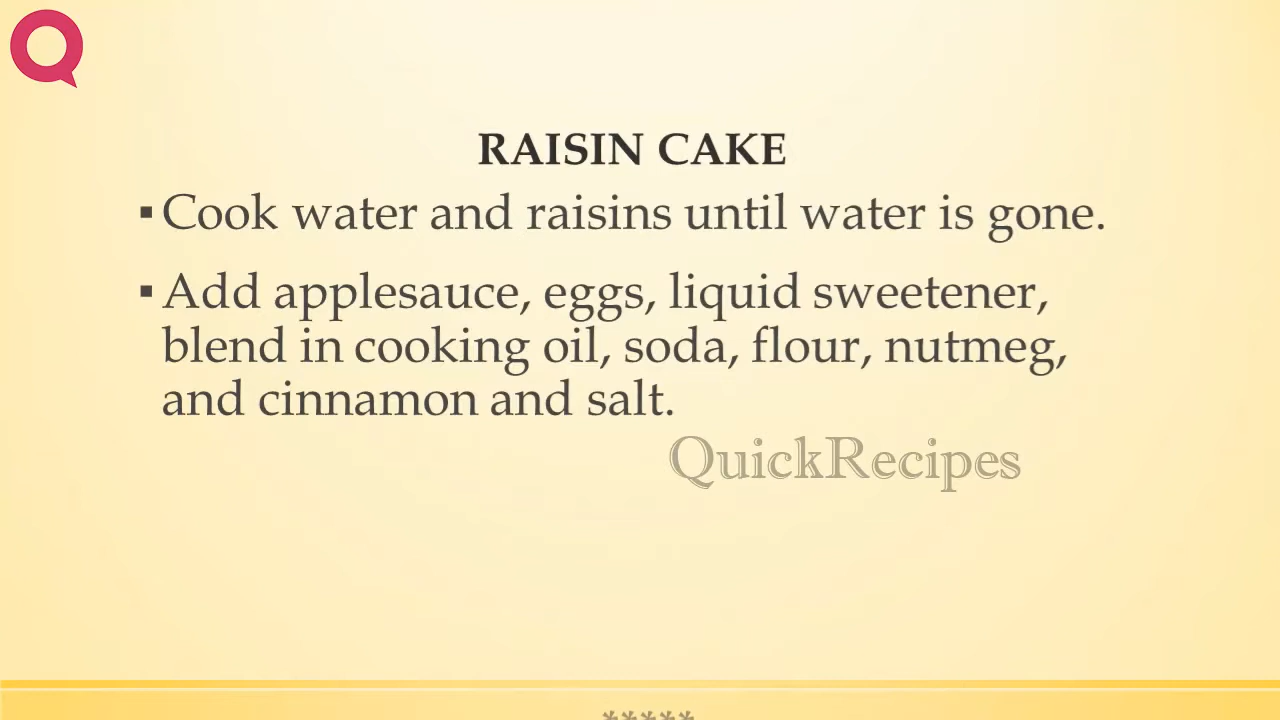 RAISIN CAKE
▪Cook water and raisins until water is gone.
▪Add applesauce, eggs, liquid sweetener,
blend in cooking oil, soda, flour, nutmeg,
and cinnamon and salt.
QuickRecipes
*****